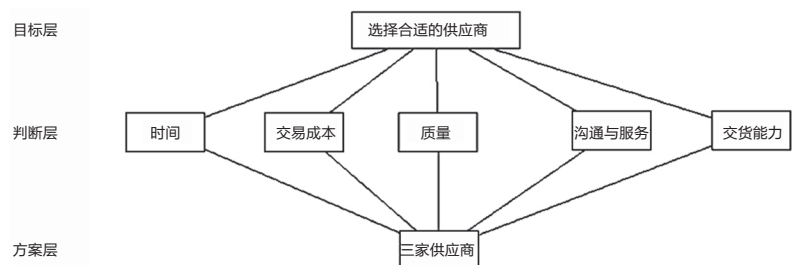 目标层
选择合适的供应商
判断层
时间
交易成本
质量
沟通与服务
交货能力
方案层
三家供应商